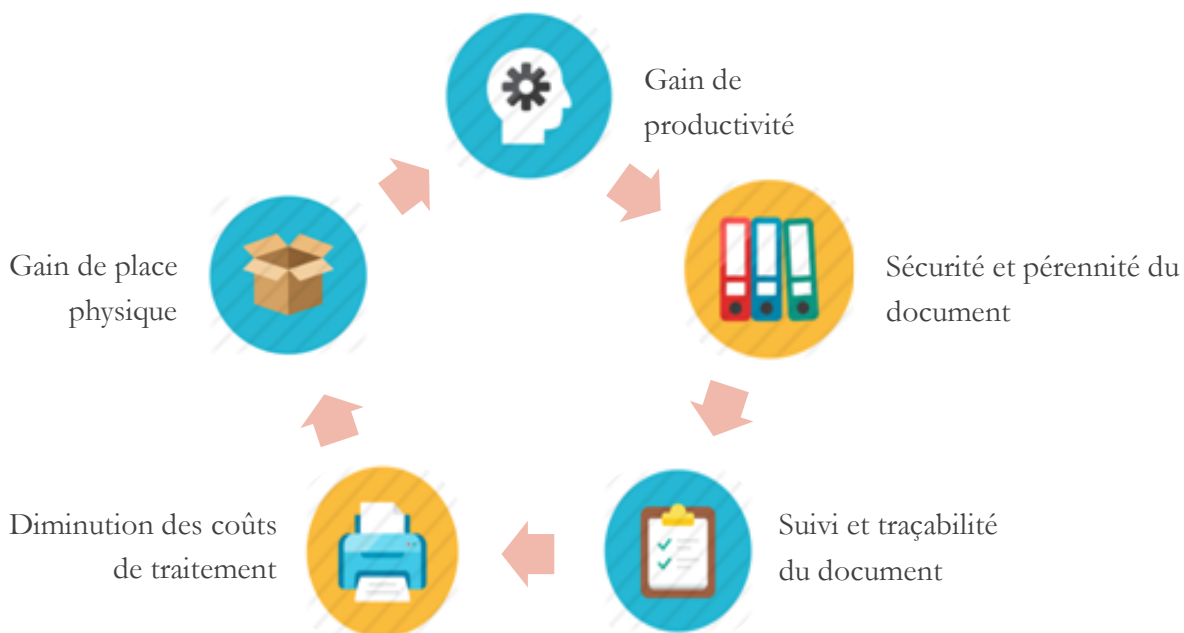 Gain de
productivité
Sécurité et pérennité du
document
Suivi et traçabilité
du document
Diminution des coûts
de traitement
Gain de place
physique